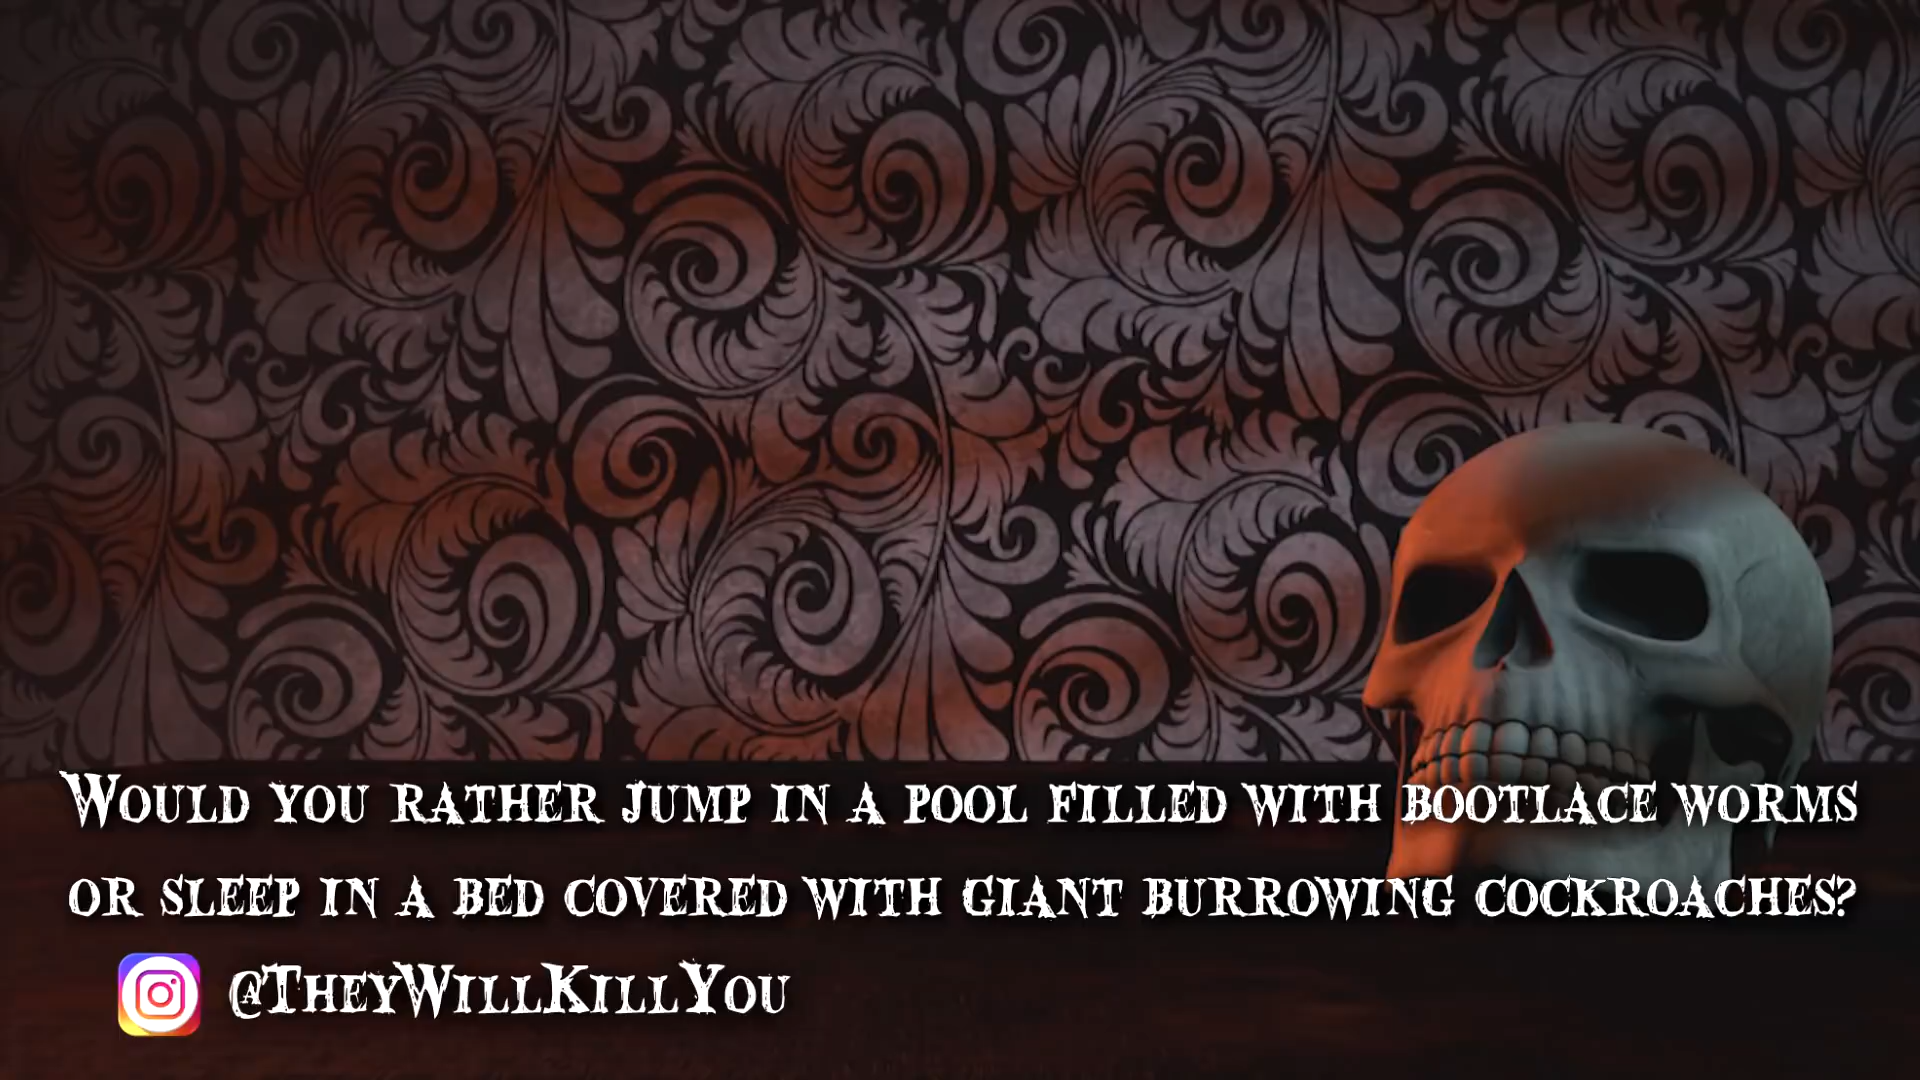 Would you rather jump in a pool filled with bootlace worms
or sleep in a bed covered with giant burrowing cockroaches?
@TheyWillKillYou